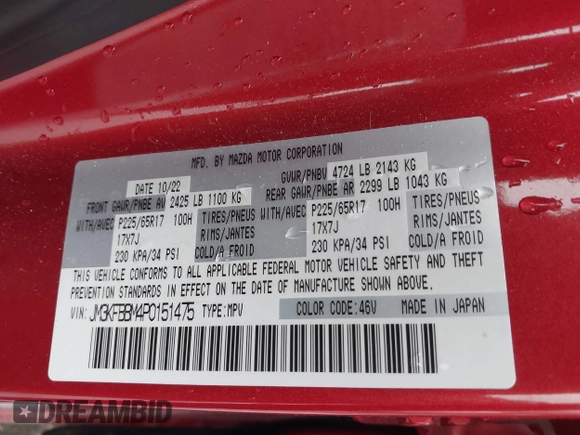 MFD. BY MAZDA MOTOR CORPORATION
DATE 10/22 GVWR/PNBV 4724 LB 2143 KG
FRONT GAWR/PNBE AV 2425 LB 1100 KG REAR GAWR/PNBE AR 2299 LB 1043 KG
WITH/AVEC P225/65R17 100H TIRES/PNEUS WITH/AVEC P225/65R17 100H TIRES/PNEUS
17X7J RIMS/JANTES 17X7J RIMS/JANTES
230 KPA/34 PSI COLD/A FROID 230 KPA/34 PSI COLD/A FROID
THIS VEHICLE CONFORMS TO ALL APPLICABLE FEDERAL MOTOR VEHICLE SAFETY AND THEFT
PREVENTION STANDARDS IN EFFECT ON THE DATE OF MANUFACTURE SHOWN ABOVE.
VIN: JM3KFBBM4P0151475 TYPE:MPV COLOR CODE:46V MADE IN JAPAN
DREAMBID